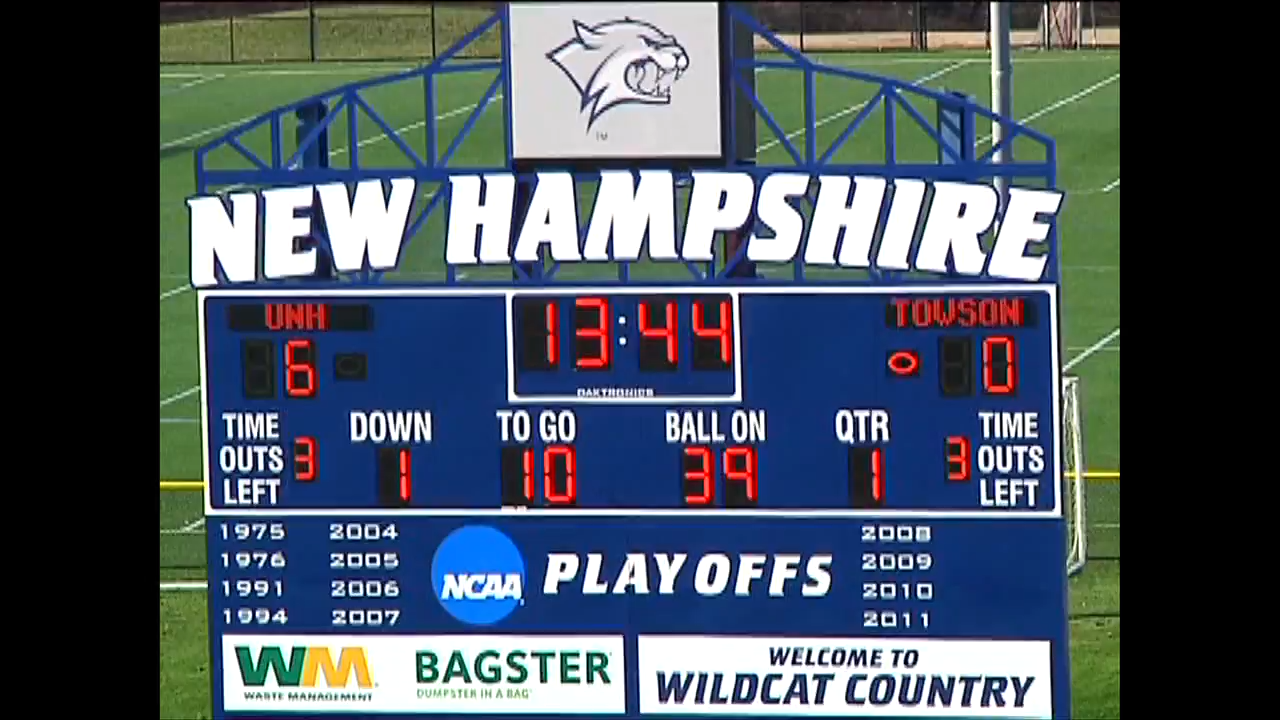 TM
NEW HAMPSHIRE
UNH 13:44 TOWSON
6 0
DAKTRONICS
TIME OUTS LEFT 3 DOWN 1 TO GO 10 BALL ON 39 QTR 1 3 TIME OUTS LEFT
1975 2004 2008
1976 2005 2009
1991 2006 2010
1994 2007 2011
NCAA PLAYOFFS
WM BAGSTER
WASTE MANAGEMENT DUMPSTER IN A BAG
WELCOME TO
WILDCAT COUNTRY